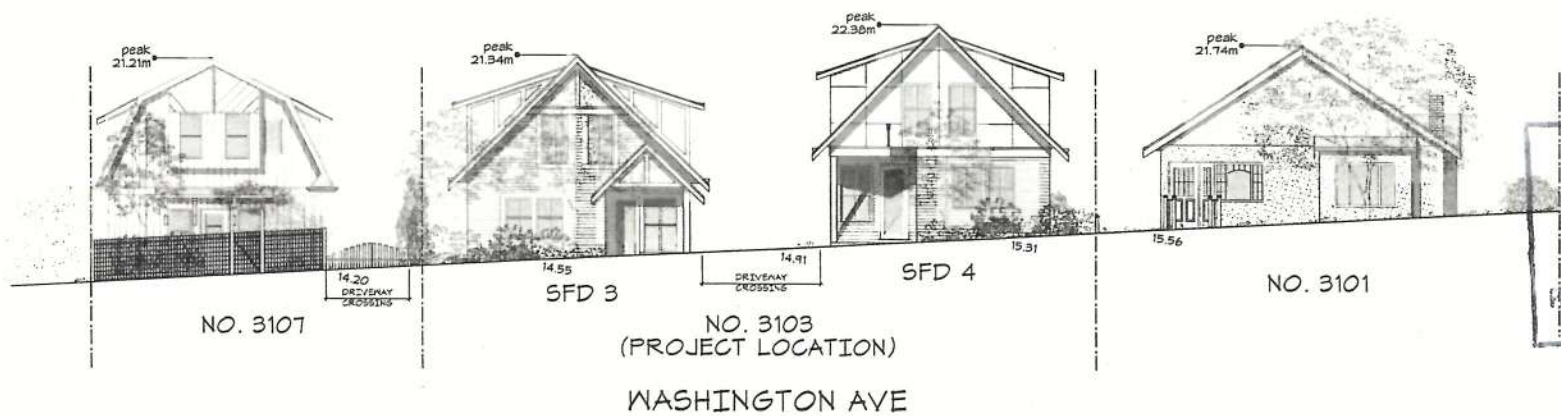 peak
21.21m
peak
21.34m
peak
22.38m
peak
21.74m
14.20
DRIVEWAY
CROSSING
14.55
14.91
DRIVEWAY
CROSSING
15.31
15.56
SFD 3
SFD 4
NO. 3101
NO. 3107
NO. 3103
(PROJECT LOCATION)
WASHINGTON AVE